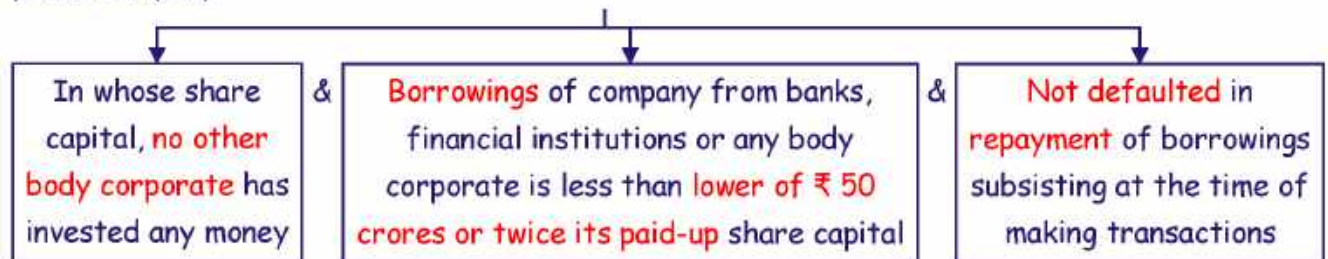 In whose share
capital, no other
body corporate has
invested any money
&
Borrowings of company from banks,
financial institutions or any body
corporate is less than lower of ₹ 50
crores or twice its paid-up share capital
&
Not defaulted in
repayment of borrowings
subsisting at the time of
making transactions